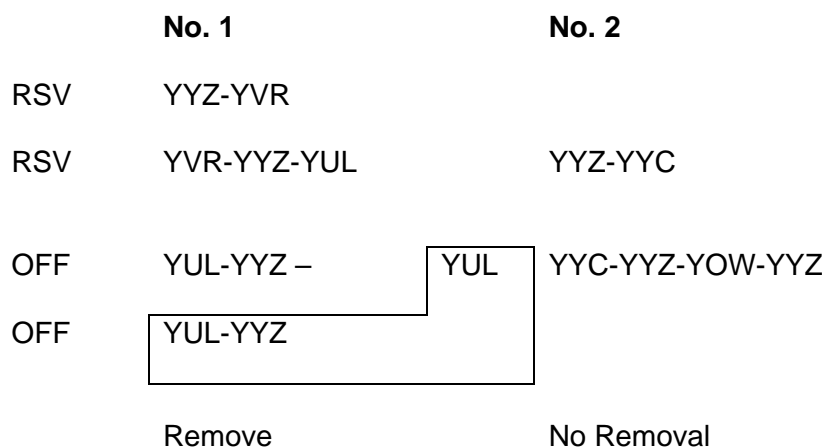 No. 1 No. 2
RSV YYZ-YVR
RSV YVR-YYZ-YUL YYZ-YYC
OFF YUL-YYZ – YUL YYC-YYZ-YOW-YYZ
OFF YUL-YYZ
Remove No Removal